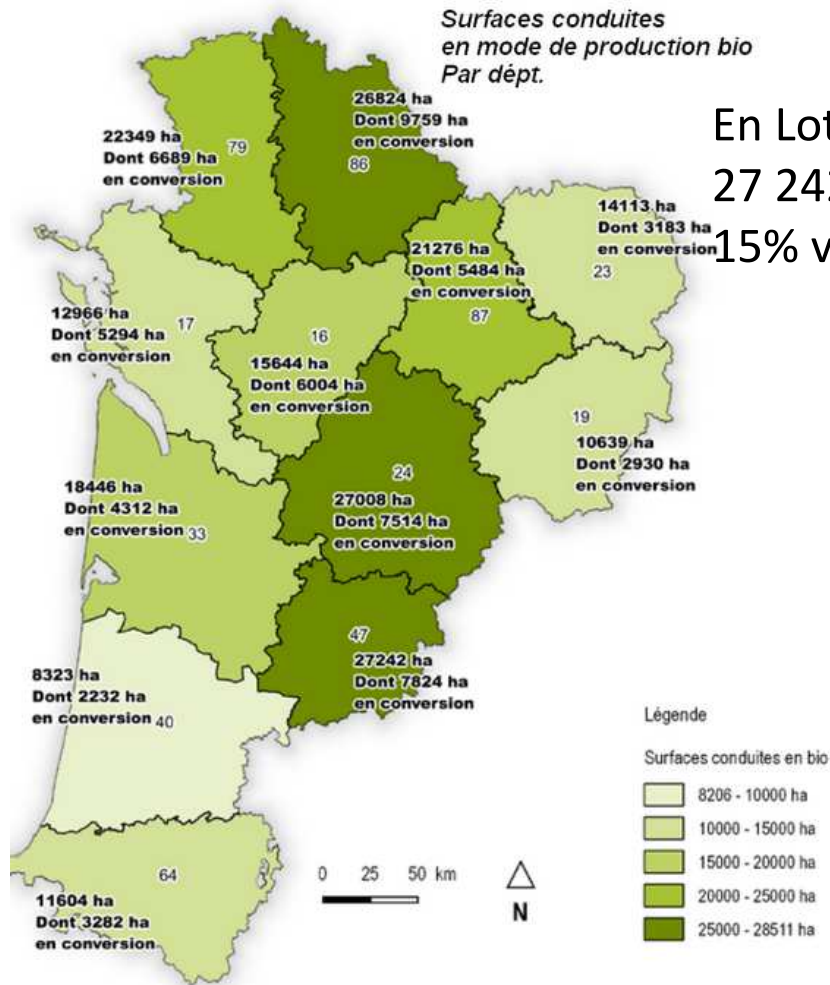 Surfaces conduites
en mode de production bio
Par dépt.
En Lot
27 24
15% v
26824 ha
Dont 9759 ha
en conversion
86
22349 ha
Dont 6689 ha
en conversion
79
14113 ha
Dont 3183 ha
en conversion
23
21276 ha
Dont 5484 ha
en conversion
87
12966 ha
Dont 5294 ha
en conversion
17
16
15644 ha
Dont 6004 ha
en conversion
19
10639 ha
Dont 2930 ha
en conversion
18446 ha
Dont 4312 ha
en conversion
33
24
27008 ha
Dont 7514 ha
en conversion
47
27242 ha
Dont 7824 ha
en conversion
8323 ha
Dont 2232 ha
en conversion
40
64
11604 ha
Dont 3282 ha
en conversion
0 25 50 km
N
Légende
Surfaces conduites en bio
8206 - 10000 ha
10000 - 15000 ha
15000 - 20000 ha
20000 - 25000 ha
25000 - 28511 ha